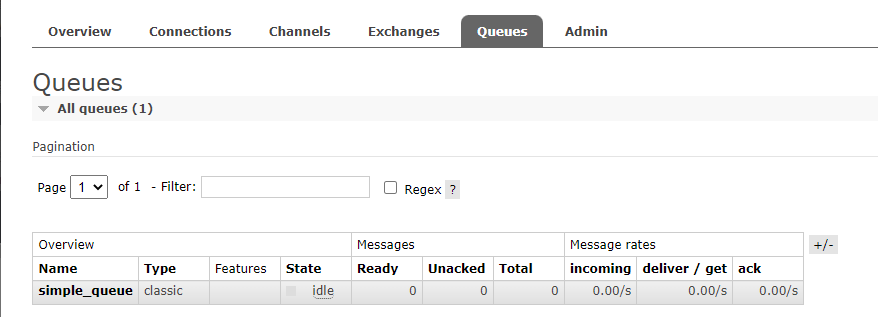 Overview Connections Channels Exchanges Queues Admin
Queues
All queues (1)
Pagination
Page 1 of 1 - Filter: Regex ?
Overview Messages Message rates +/-
Name Type Features State Ready Unacked Total incoming deliver / get ack
simple_queue classic idle 0 0 0 0.00/s 0.00/s 0.00/s